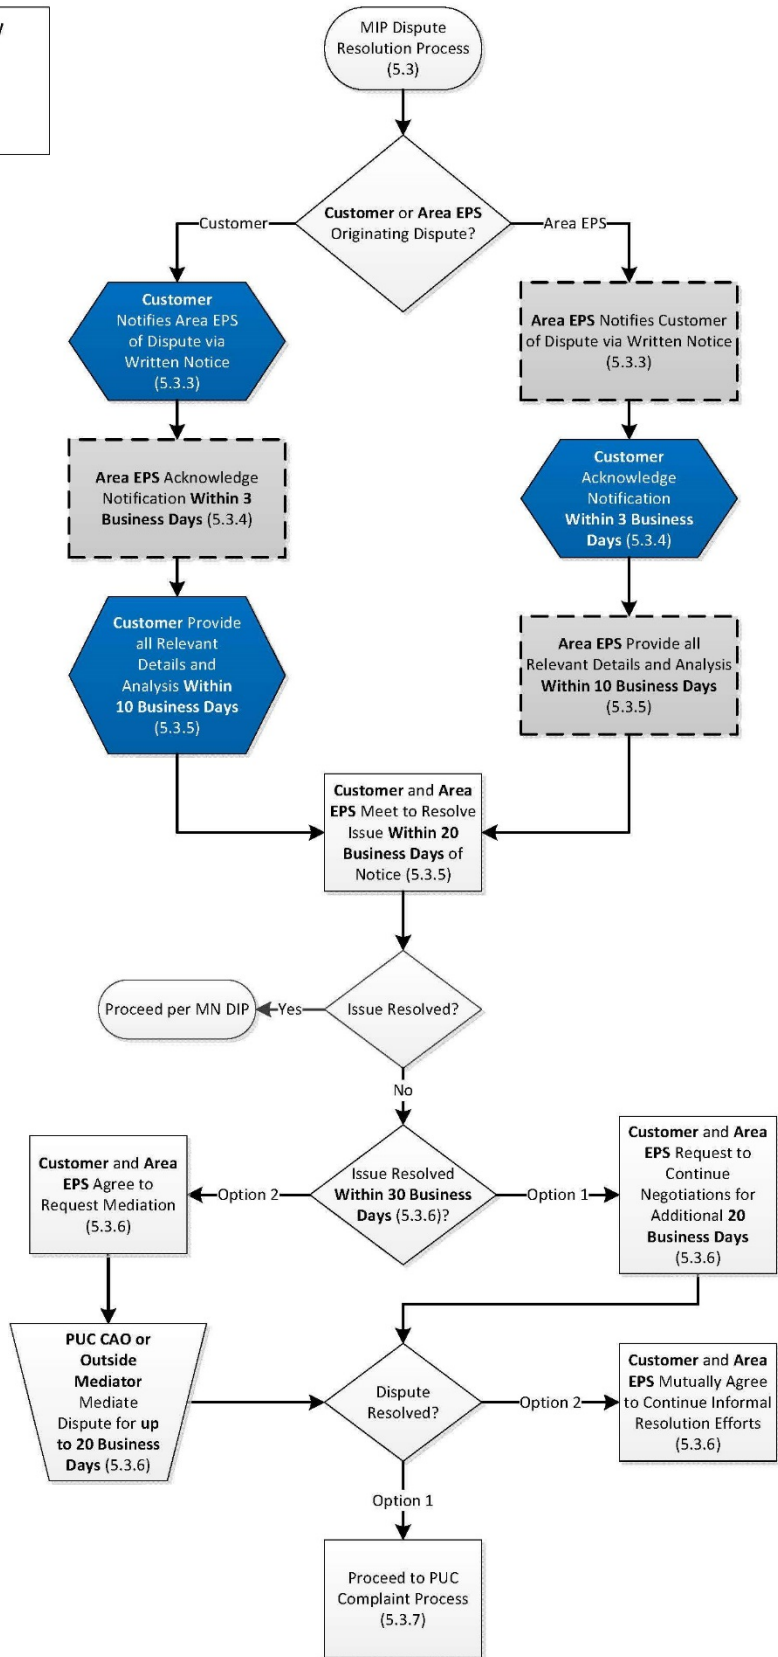 MIP Dispute
Resolution Process
(5.3)
Customer or Area EPS
Originating Dispute?
Customer
Area EPS
Customer
Notifies Area EPS
of Dispute via
Written Notice
(5.3.3)
Area EPS Notifies Customer
of Dispute via Written Notice
(5.3.3)
Area EPS Acknowledge
Notification Within 3
Business Days (5.3.4)
Customer
Acknowledge
Notification
Within 3 Business
Days (5.3.4)
Customer Provide
all Relevant
Details and
Analysis Within
10 Business Days
(5.3.5)
Area EPS Provide all
Relevant Details and Analysis
Within 10 Business Days
(5.3.5)
Customer and Area
EPS Meet to Resolve
Issue Within 20
Business Days of
Notice (5.3.5)
Proceed per MN DIP
Yes
Issue Resolved?
No
Customer and Area
EPS Agree to
Request Mediation
(5.3.6)
Option 2
Issue Resolved
Within 30 Business
Days (5.3.6)?
Option 1
Customer and Area
EPS Request to
Continue
Negotiations for
Additional 20
Business Days
(5.3.6)
PUC CAO or
Outside
Mediator
Mediate
Dispute for up
to 20 Business
Days (5.3.6)
Dispute
Resolved?
Option 2
Customer and Area
EPS Mutually Agree
to Continue Informal
Resolution Efforts
(5.3.6)
Option 1
Proceed to PUC
Complaint Process
(5.3.7)